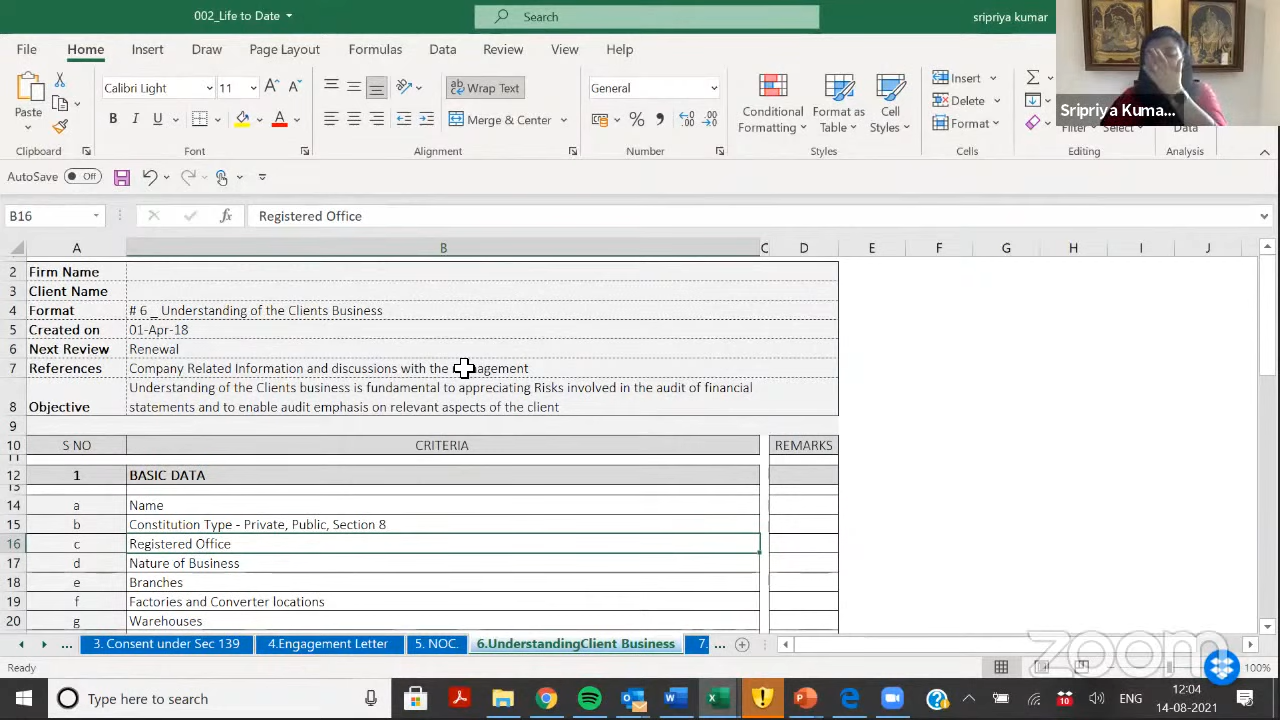 002_Life to Date
Search
sripriya kumar
File Home Insert Draw Page Layout Formulas Data Review View Help
Calibri Light 11 Wrap Text General Insert
Paste Merge & Center Conditional Formatting Format as Table Cell Styles Delete
Format Filter Select Data
Clipboard Font Alignment Number Styles Cells Editing Analysis
Sripriya Kuma...
AutoSave Off
B16 fx Registered Office
A B C D E F G H I J
2 Firm Name
3 Client Name
4 Format # 6 _ Understanding of the Clients Business
5 Created on 01-Apr-18
6 Next Review Renewal
7 References Company Related Information and discussions with the management
Understanding of the Clients business is fundamental to appreciating Risks involved in the audit of financial
8 Objective statements and to enable audit emphasis on relevant aspects of the client
9
10 S NO CRITERIA REMARKS
11
12 1 BASIC DATA
13
14 a Name
15 b Constitution Type - Private, Public, Section 8
16 c Registered Office
17 d Nature of Business
18 e Branches
19 f Factories and Converter locations
20 g Warehouses
... 3. Consent under Sec 139 4.Engagement Letter 5. NOC. 6.UnderstandingClient Business 7. ...
Ready 100%
zoom
Type here to search ENG 12:04
10 14-08-2021